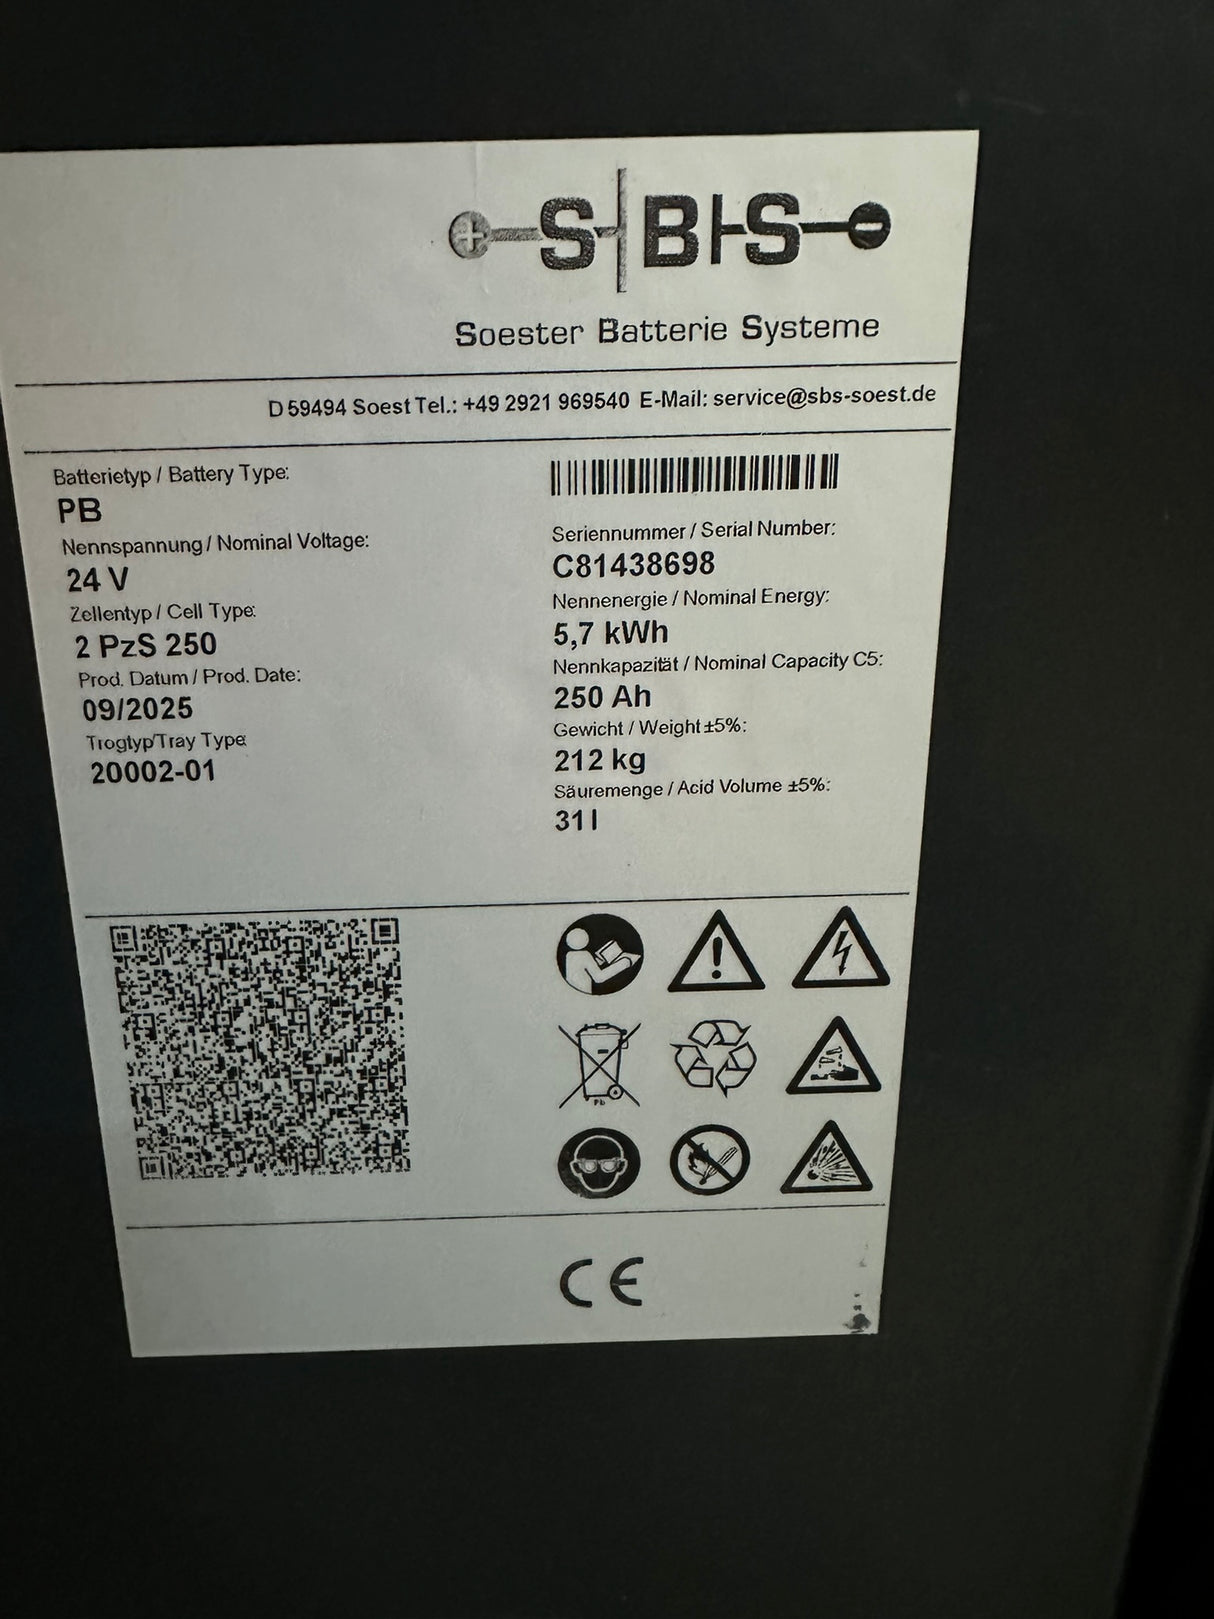 SBS
Soester Batterie Systeme
D 59494 Soest Tel.: +49 2921 969540 E-Mail: service@sbs-soest.de
Batterietyp / Battery Type:
PB
Nennspannung / Nominal Voltage:
24 V
Zellentyp / Cell Type:
2 PzS 250
Prod. Datum / Prod. Date:
09/2025
Trogtyp/Tray Type
20002-01
Seriennummer / Serial Number:
C81438698
Nennenergie / Nominal Energy:
5,7 kWh
Nennkapazität / Nominal Capacity C5:
250 Ah
Gewicht / Weight ±5%:
212 kg
Säuremenge / Acid Volume ±5%:
31 l
Pb
CE